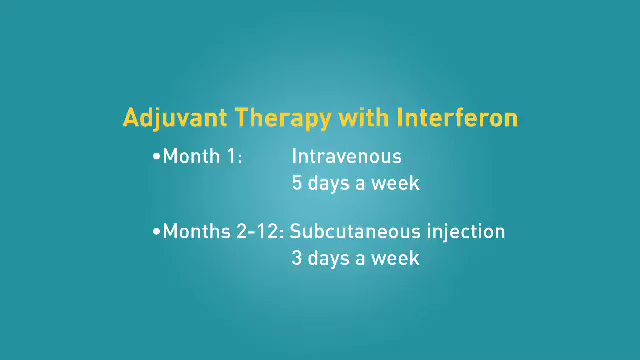 Adjuvant Therapy with Interferon
•Month 1: Intravenous
5 days a week
•Months 2-12: Subcutaneous injection
3 days a week